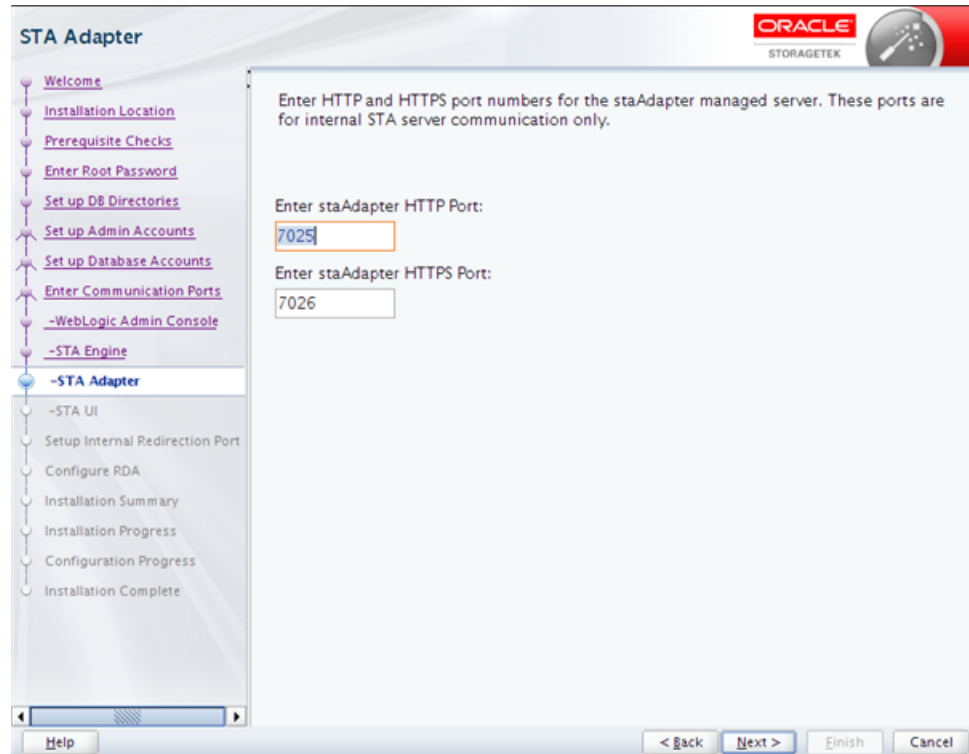 STA Adapter
ORACLE
STORAGETEK
Welcome
Installation Location
Prerequisite Checks
Enter Root Password
Set up DB Directories
Set up Admin Accounts
Set up Database Accounts
Enter Communication Ports
-WebLogic Admin Console
-STA Engine
-STA Adapter
-STA UI
Setup Internal Redirection Port
Configure RDA
Installation Summary
Installation Progress
Configuration Progress
Installation Complete
Enter HTTP and HTTPS port numbers for the staAdapter managed server. These ports are
for internal STA server communication only.
Enter staAdapter HTTP Port:
7025
Enter staAdapter HTTPS Port:
7026
Help
< Back
Next >
Finish
Cancel